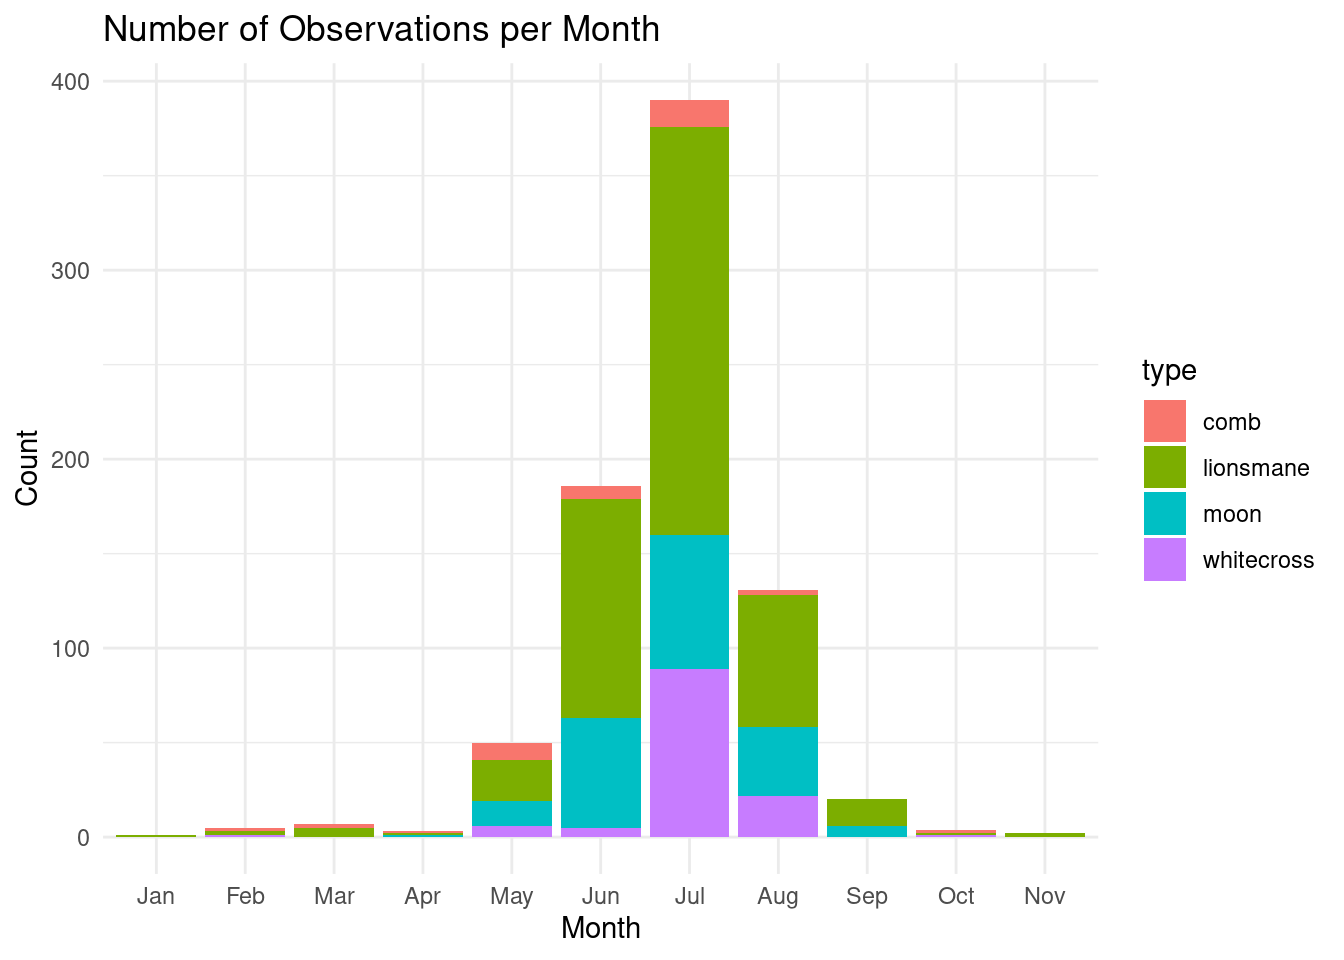 Number of Observations per Month
400
300
200
100
0
Count
Jan Feb Mar Apr May Jun Jul Aug Sep Oct Nov
Month
type
comb
lionsmane
moon
whitecross